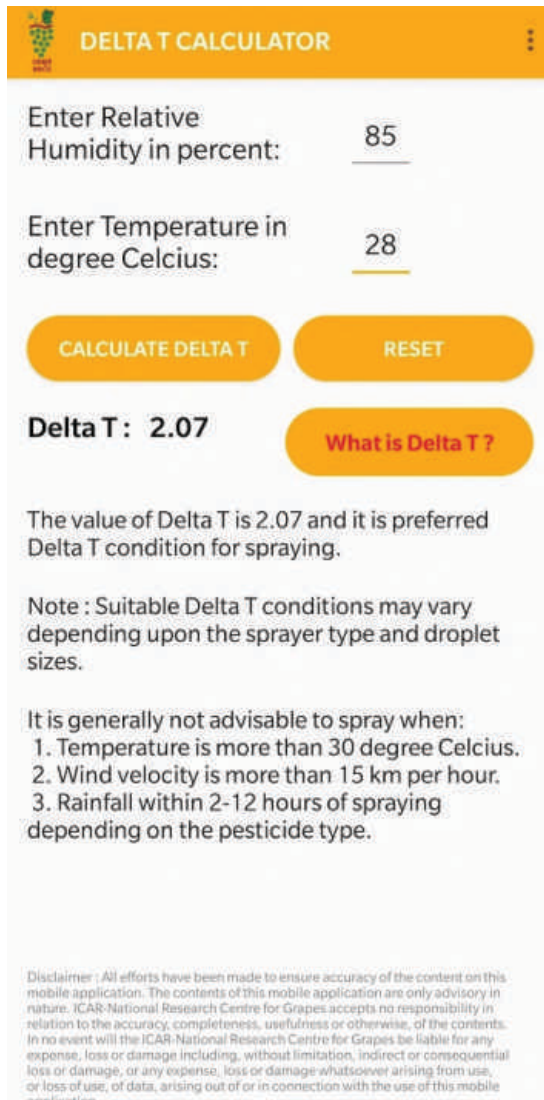 DELTA T CALCULATOR
Enter Relative
Humidity in percent:
85
Enter Temperature in
degree Celcius:
28
CALCULATE DELTA T
RESET
Delta T : 2.07
What is Delta T ?
The value of Delta T is 2.07 and it is preferred
Delta T condition for spraying.
Note : Suitable Delta T conditions may vary
depending upon the sprayer type and droplet
sizes.
It is generally not advisable to spray when:
1. Temperature is more than 30 degree Celcius.
2. Wind velocity is more than 15 km per hour.
3. Rainfall within 2-12 hours of spraying
depending on the pesticide type.
Disclaimer : All efforts have been made to ensure accuracy of the content on this
mobile application. The contents of this mobile application are only advisory in
nature. ICAR-National Research Centre for Grapes accepts no responsibility in
relation to the accuracy, completeness, usefulness or otherwise, of the contents.
In no event will the ICAR-National Research Centre for Grapes be liable for any
expense, loss or damage including, without limitation, indirect or consequential
loss or damage, or any expense, loss or damage whatsoever arising from use,
or loss of use, of data, arising out of or in connection with the use of this mobile